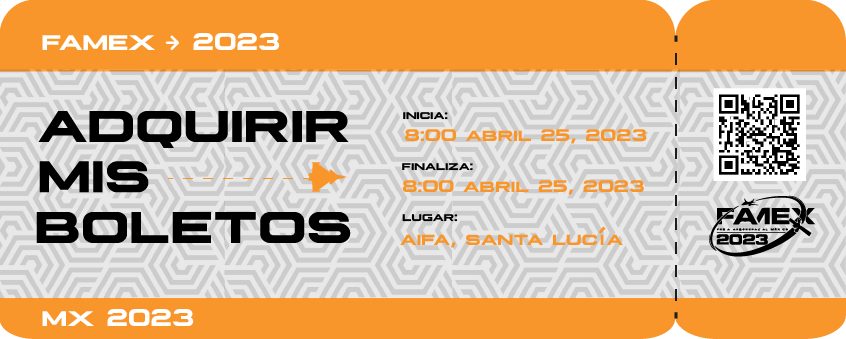 FAMEX → 2023
ADQUIRIR
MIS
BOLETOS
INICIA:
8:00 ABRIL 25, 2023
FINALIZA:
8:00 ABRIL 25, 2023
LUGAR:
AIFA, SANTA LUCÍA
FAMEX
2023
MX 2023